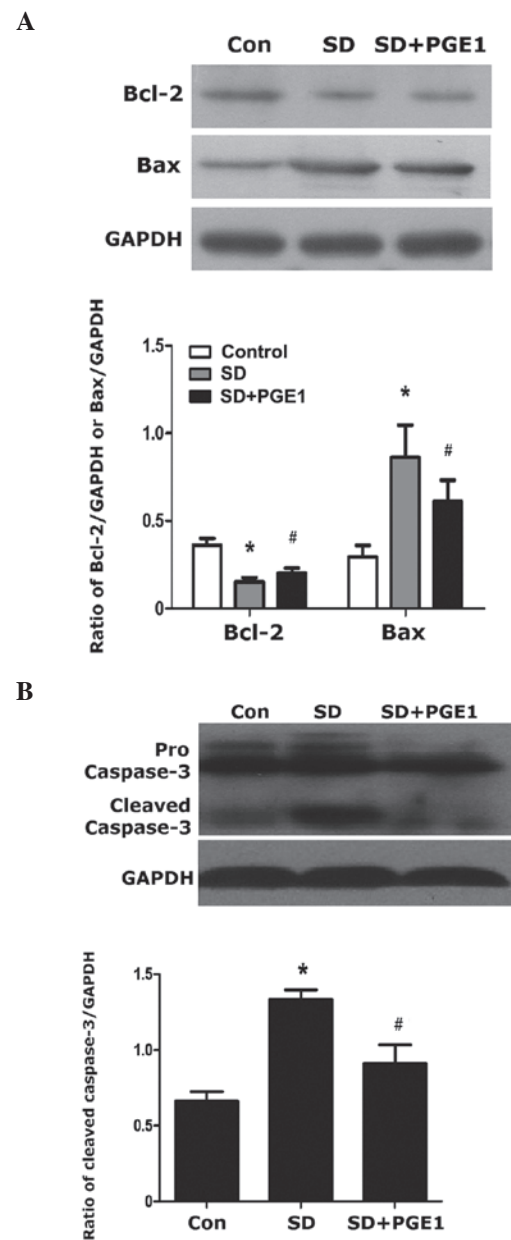 A
Con SD SD+PGE1
Bcl-2
Bax
GAPDH
Ratio of Bcl-2/GAPDH or Bax/GAPDH
1.5
1.0
0.5
0
Control
SD
SD+PGE1
* # * #
Bcl-2 Bax
B
Con SD SD+PGE1
Pro
Caspase-3
Cleaved
Caspase-3
GAPDH
Ratio of cleaved caspase-3/GAPDH
1.5
1.0
0.5
0
* #
Con SD SD+PGE1